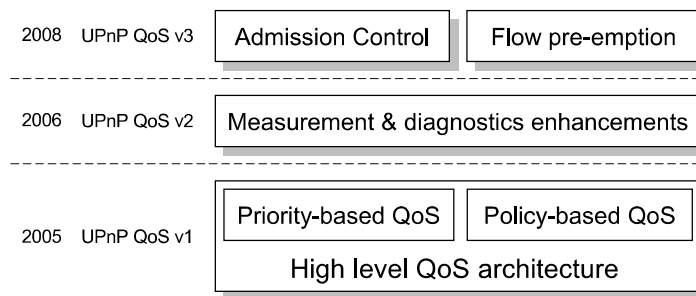 2008 UPnP QoS v3 Admission Control Flow pre-emption
2006 UPnP QoS v2 Measurement & diagnostics enhancements
Priority-based QoS Policy-based QoS
2005 UPnP QoS v1
High level QoS architecture